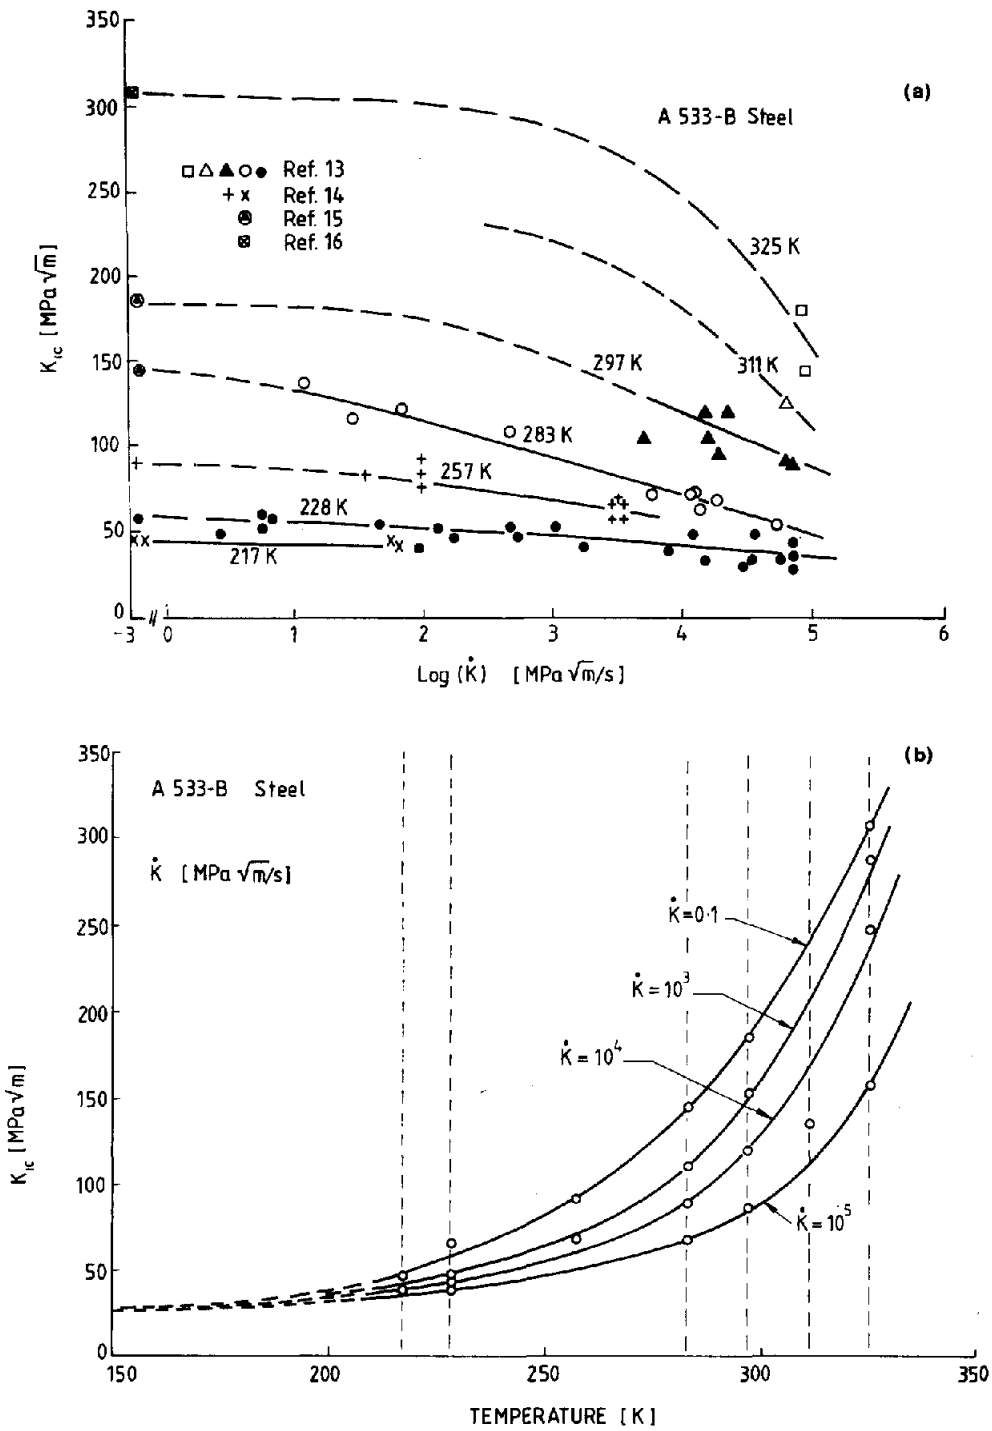 350
(a)
300
A 533-B Steel
□ △ ▲ ○ ● Ref. 13
250
+ x Ref. 14
Ref. 15
Ref. 16
325 K
200
K_IC [MPa √m]
150
297 K
311 K
283 K
100
257 K
228 K
50
217 K
0
-3 // 0 1 2 3 4 5 6
Log (K̇) [MPa √m/s]
350
(b)
A 533-B Steel
300
K̇ [MPa √m/s]
250
K̇=0·1
K̇=10³
200
K̇=10⁴
150
K_IC [MPa √m]
100
K̇=10⁵
50
0
150 200 250 300 350
TEMPERATURE [K]